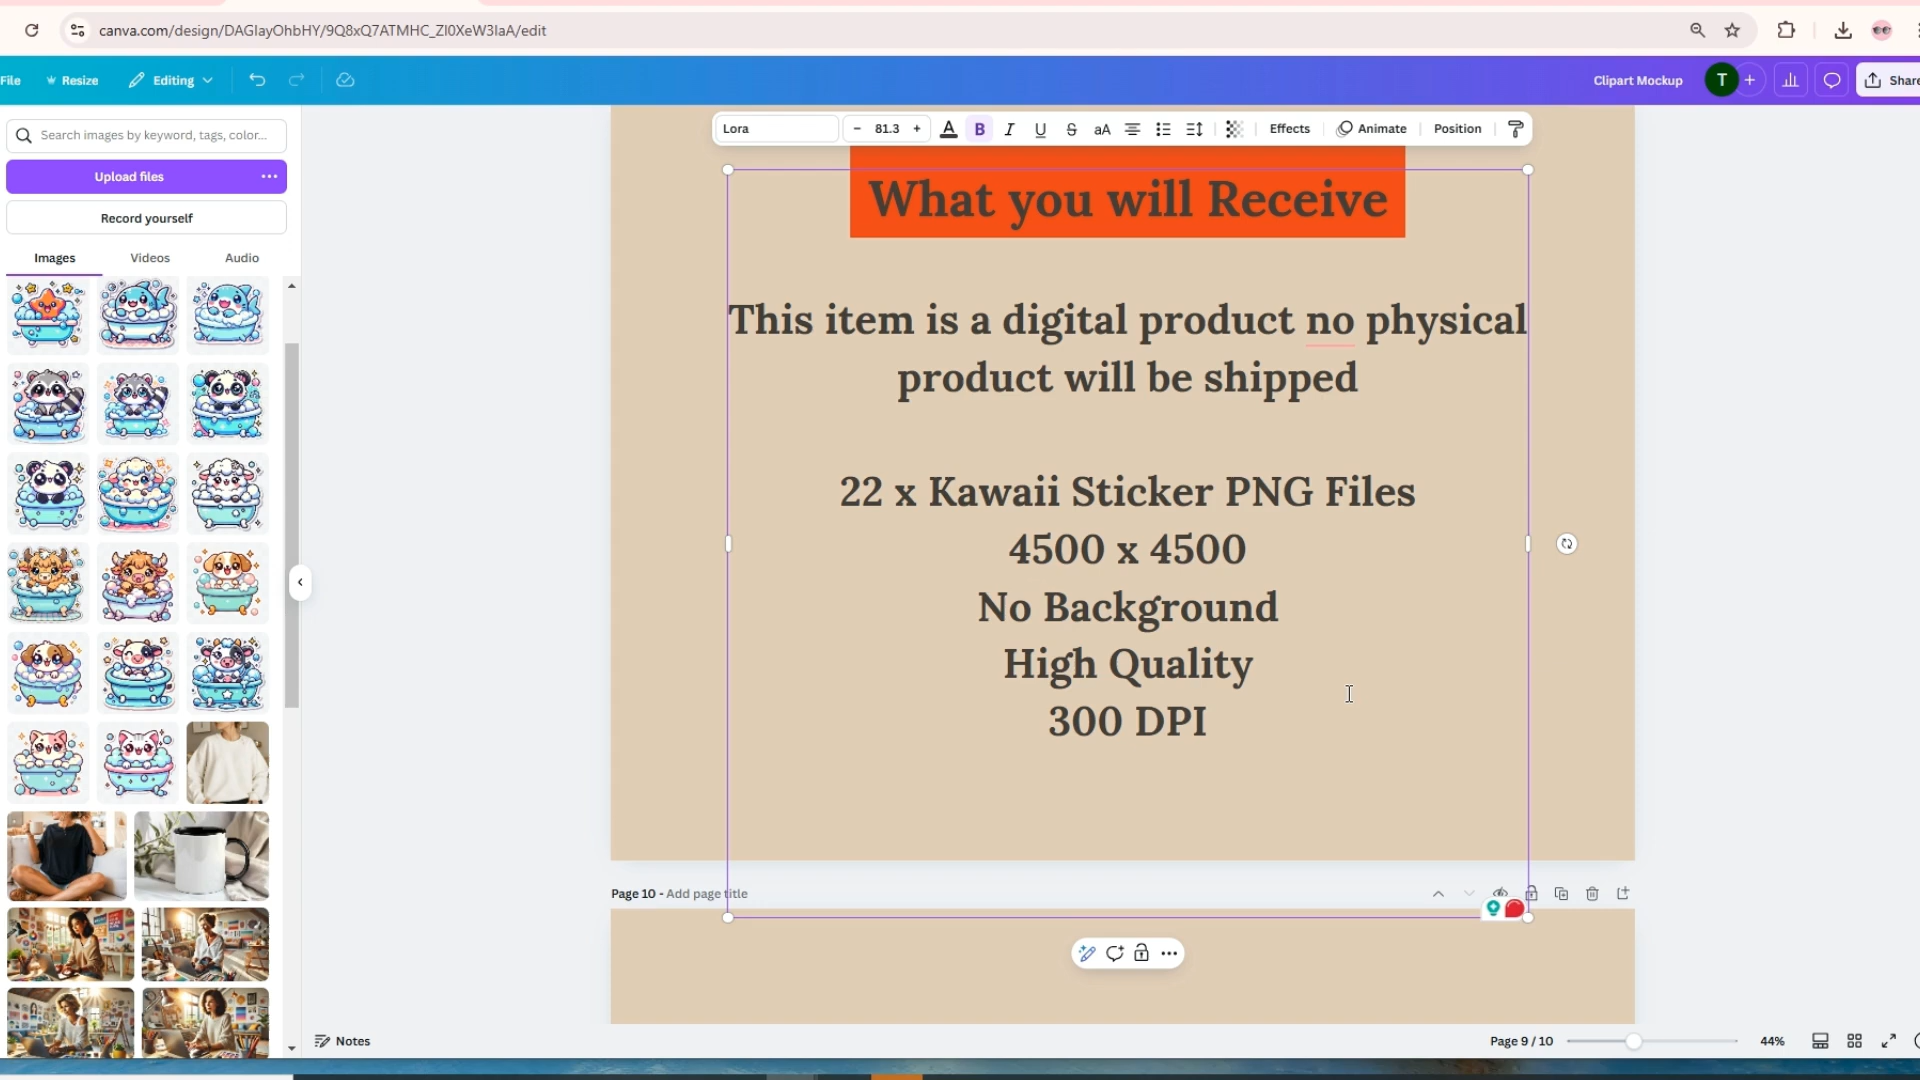 canva.com/design/DAGIayOhbHY/9Q8xQ7ATMHC_ZI0XeW3IaA/edit
File
Resize
Editing
Clipart Mockup
T
Share
Search images by keyword, tags, color...
Upload files
Record yourself
Images
Videos
Audio
Lora
81.3
B
I
U
S
aA
Effects
Animate
Position
What you will Receive
This item is a digital product no physical
product will be shipped
22 x Kawaii Sticker PNG Files
4500 x 4500
No Background
High Quality
300 DPI
Page 10 - Add page title
Notes
Page 9 / 10
44%